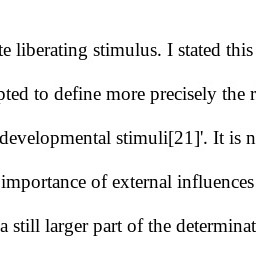 te liberating stimulus. I stated this
pted to define more precisely the r
developmental stimuli[21]'. It is n
importance of external influences
a still larger part of the determinat